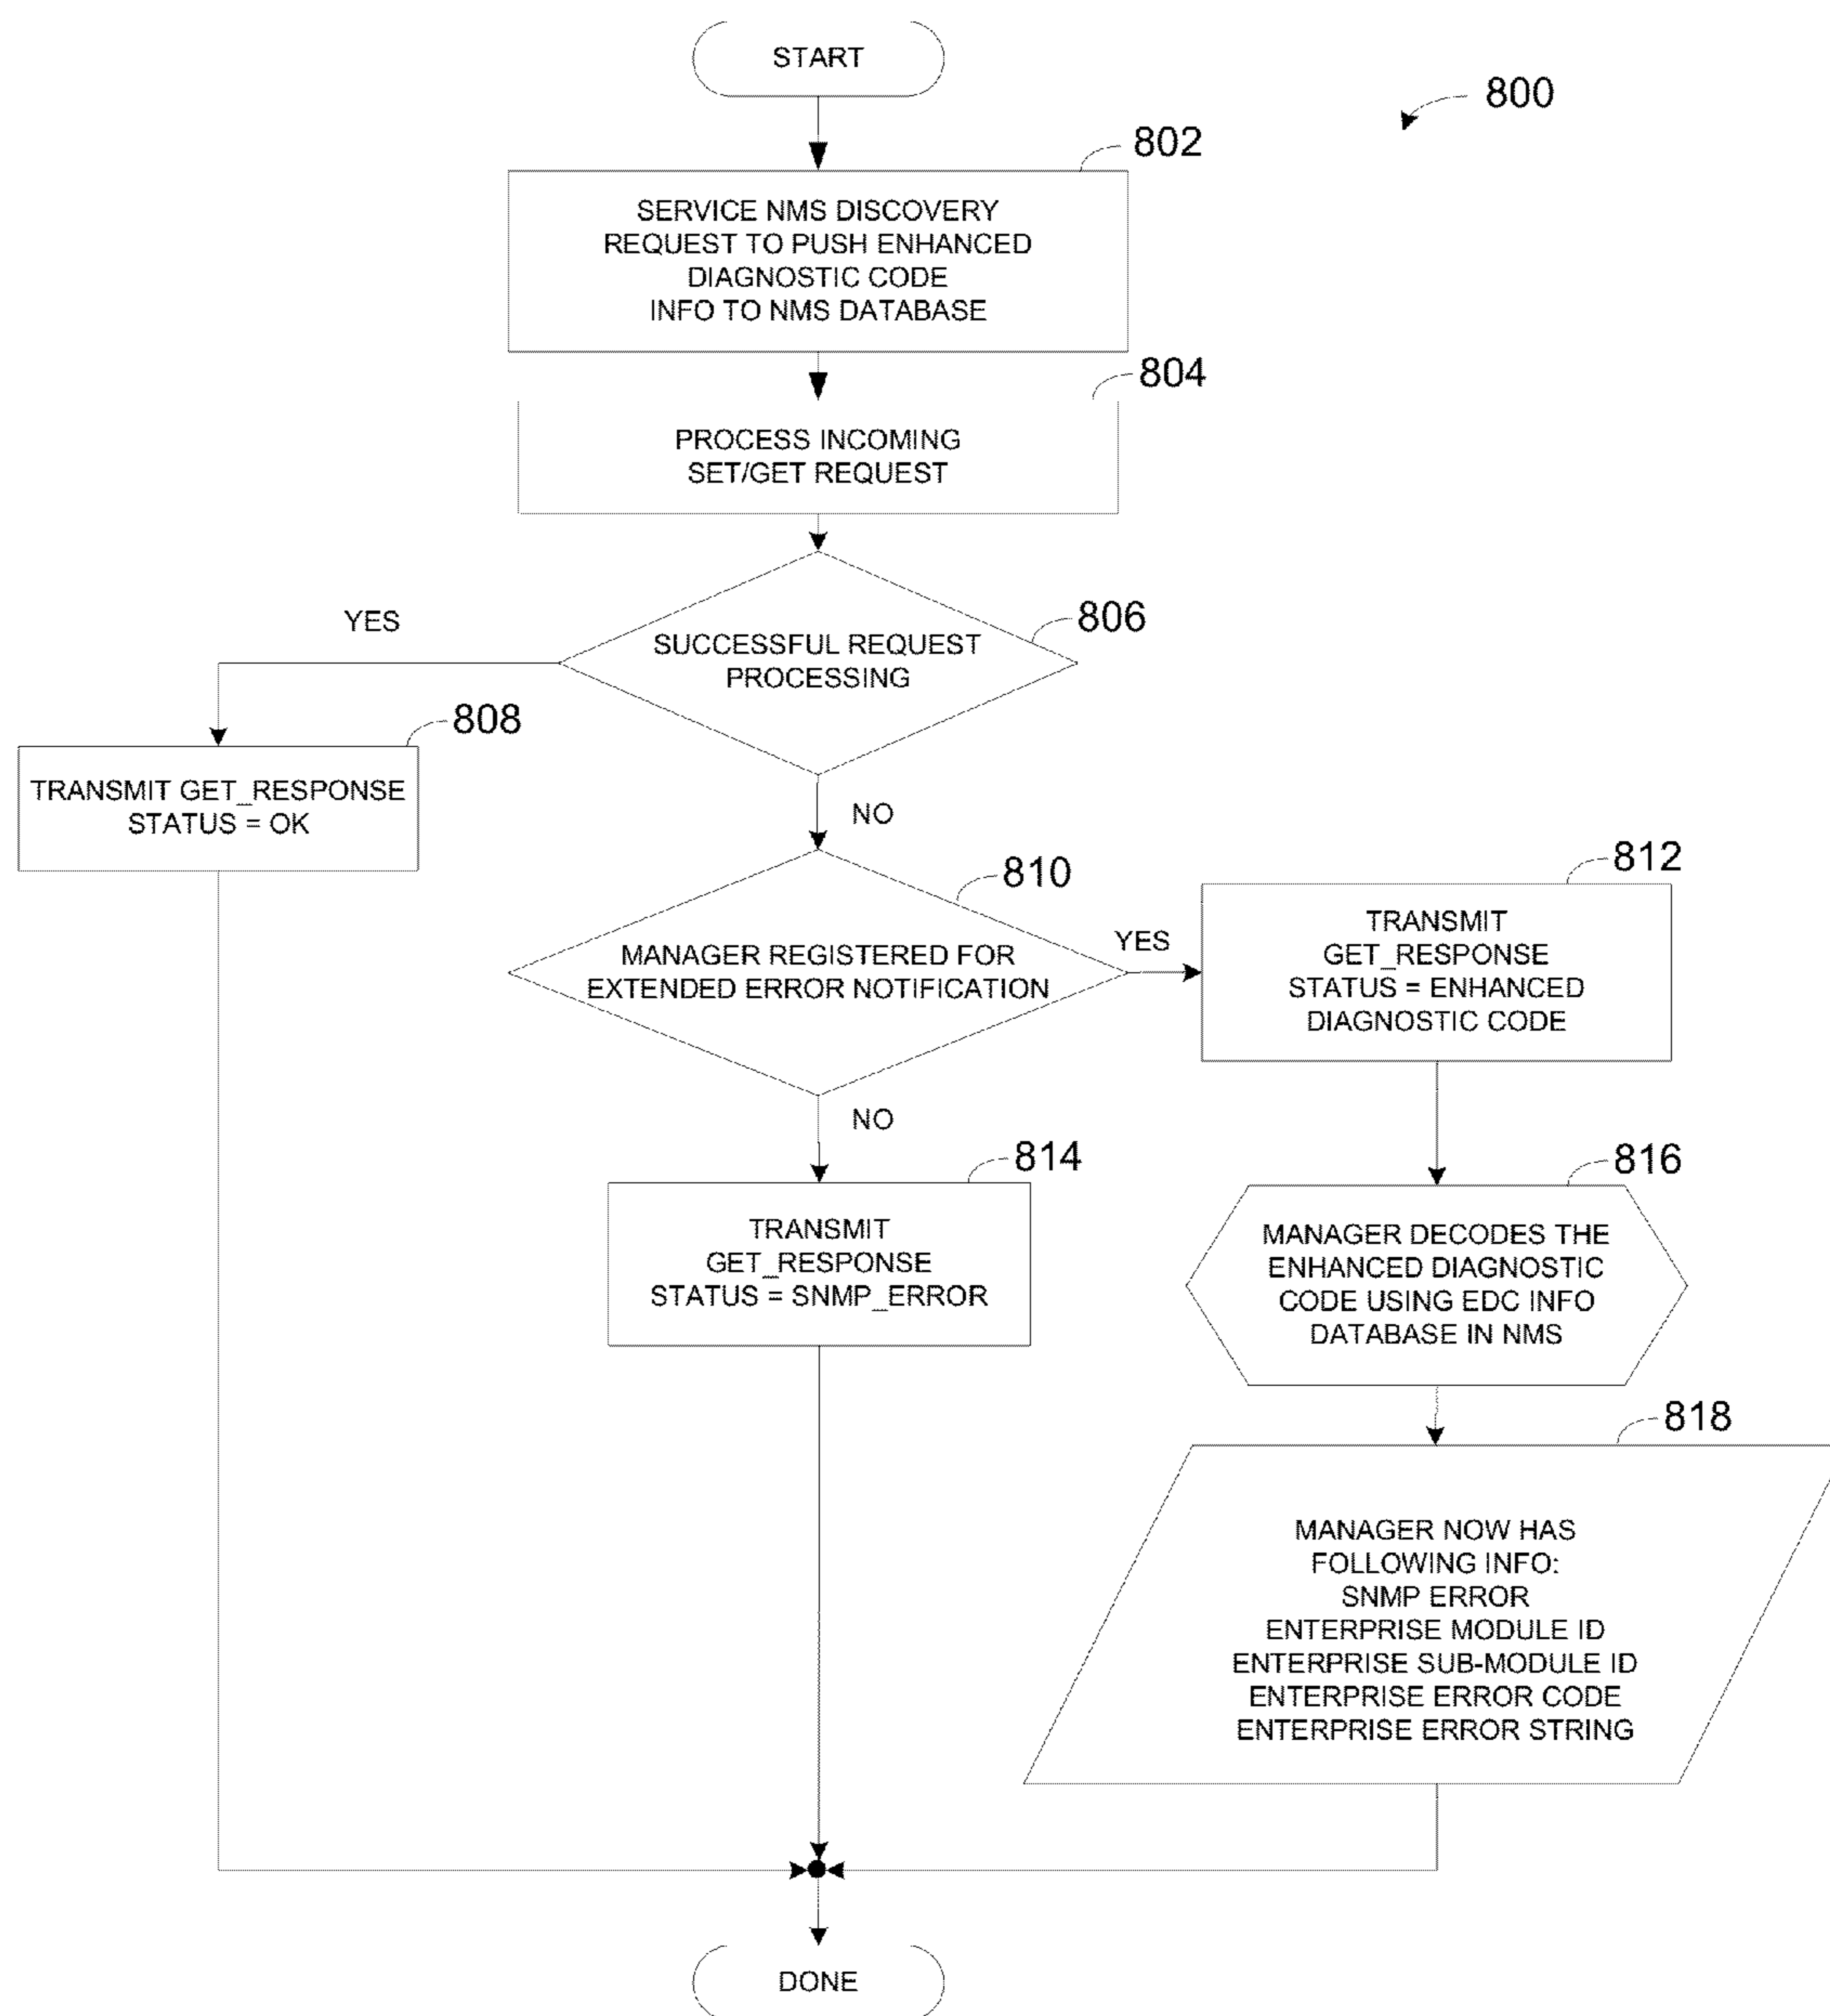 START
800
802
SERVICE NMS DISCOVERY
REQUEST TO PUSH ENHANCED
DIAGNOSTIC CODE
INFO TO NMS DATABASE
804
PROCESS INCOMING
SET/GET REQUEST
YES
806
SUCCESSFUL REQUEST
PROCESSING
808
TRANSMIT GET_RESPONSE
STATUS = OK
NO
810
MANAGER REGISTERED FOR
EXTENDED ERROR NOTIFICATION
YES
812
TRANSMIT
GET_RESPONSE
STATUS = ENHANCED
DIAGNOSTIC CODE
NO
814
TRANSMIT
GET_RESPONSE
STATUS = SNMP_ERROR
816
MANAGER DECODES THE
ENHANCED DIAGNOSTIC
CODE USING EDC INFO
DATABASE IN NMS
818
MANAGER NOW HAS
FOLLOWING INFO:
SNMP ERROR
ENTERPRISE MODULE ID
ENTERPRISE SUB-MODULE ID
ENTERPRISE ERROR CODE
ENTERPRISE ERROR STRING
DONE